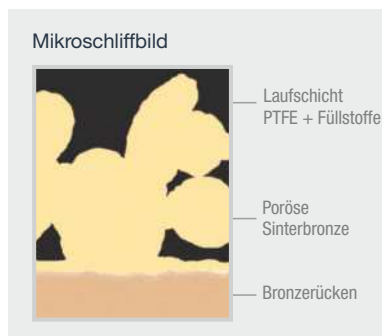 Mikroschliffbild
Laufschicht
PTFE + Füllstoffe
Poröse
Sinterbronze
Bronzerücken